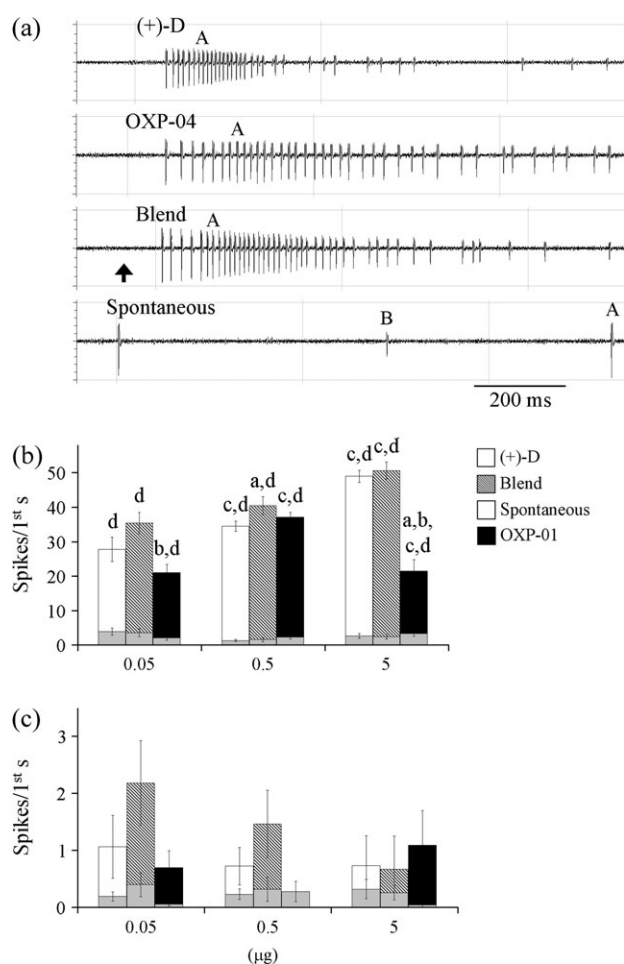 (a)
(+)-D
A
OXP-04
A
Blend
A
Spontaneous
B
A
200 ms
(b)
Spikes/1st s
50
40
30
20
10
0
d
d
b,d
c,d
a,d
c,d
c,d
c,d
a,b,
c,d
0.05
0.5
5
(+)-D
Blend
Spontaneous
OXP-01
(c)
Spikes/1st s
3
2
1
0
0.05
0.5
5
(µg)